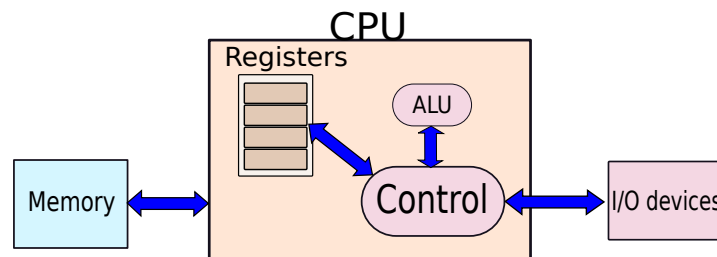 CPU
Registers
ALU
Memory
Control
I/O devices